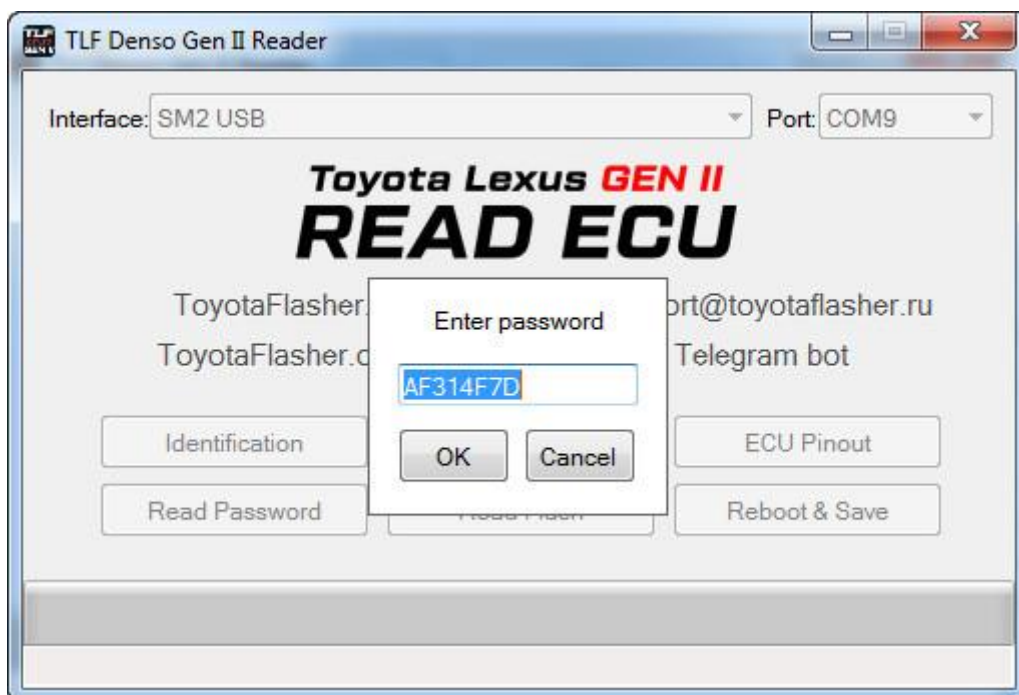 TLF Denso Gen II Reader
Interface: SM2 USB Port: COM9
Toyota Lexus GEN II
READ ECU
ToyotaFlasher. ort@toyotaflasher.ru
ToyotaFlasher.c Telegram bot
Enter password
AF314F7D
OK Cancel
Identification ECU Pinout
Read Password Reboot & Save